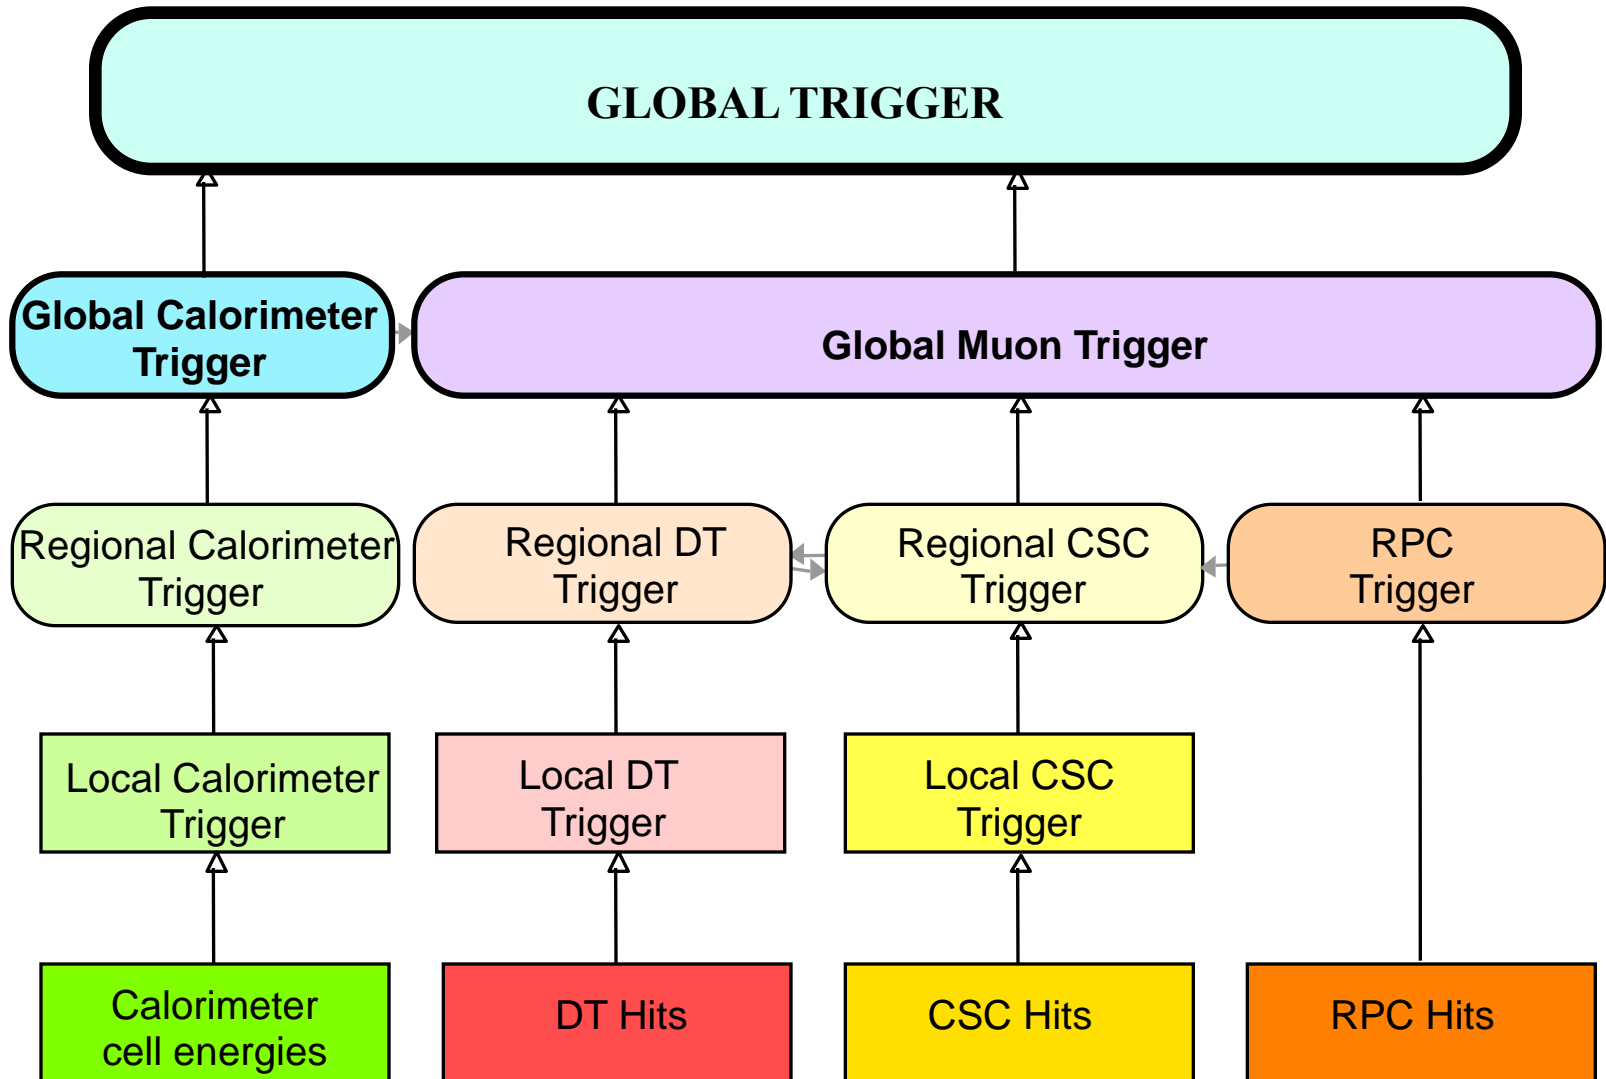 GLOBAL TRIGGER
Global Calorimeter
Trigger
Global Muon Trigger
Regional Calorimeter
Trigger
Regional DT
Trigger
Regional CSC
Trigger
RPC
Trigger
Local Calorimeter
Trigger
Local DT
Trigger
Local CSC
Trigger
Calorimeter
cell energies
DT Hits
CSC Hits
RPC Hits